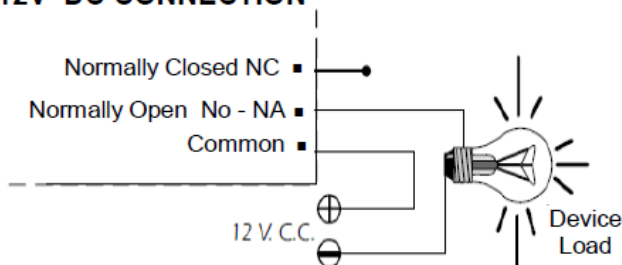 12V DC CONNECTION
Normally Closed NC
Normally Open No - NA
Common
12 V. C.C.
Device
Load